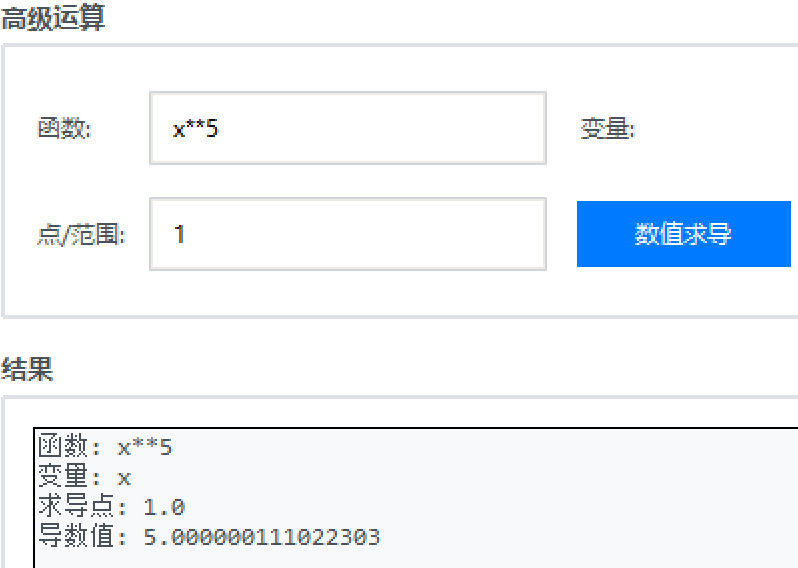 高级运算
函数: x**5 变量:
点/范围: 1 数值求导
结果
函数: x**5
变量: x
求导点: 1.0
导数值: 5.000000111022303